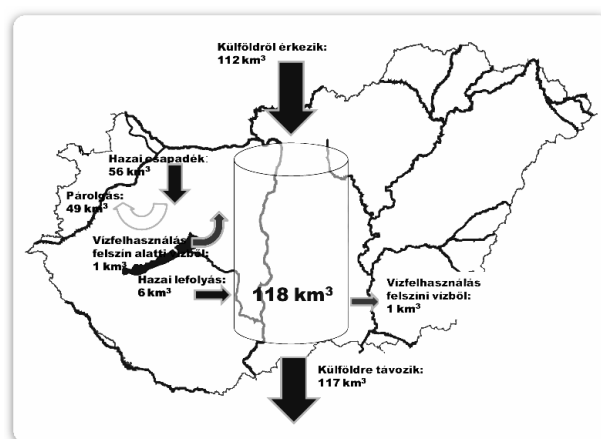 Külföldről érkezik:
112 km³
Hazai csapadék:
56 km³
Párolgás:
49 km³
Vízfelhasználás
felszín alatti vízből:
1 km³
Hazai lefolyás:
6 km³
118 km³
Vízfelhasználás
felszíni vízből:
1 km³
Külföldre távozik:
117 km³